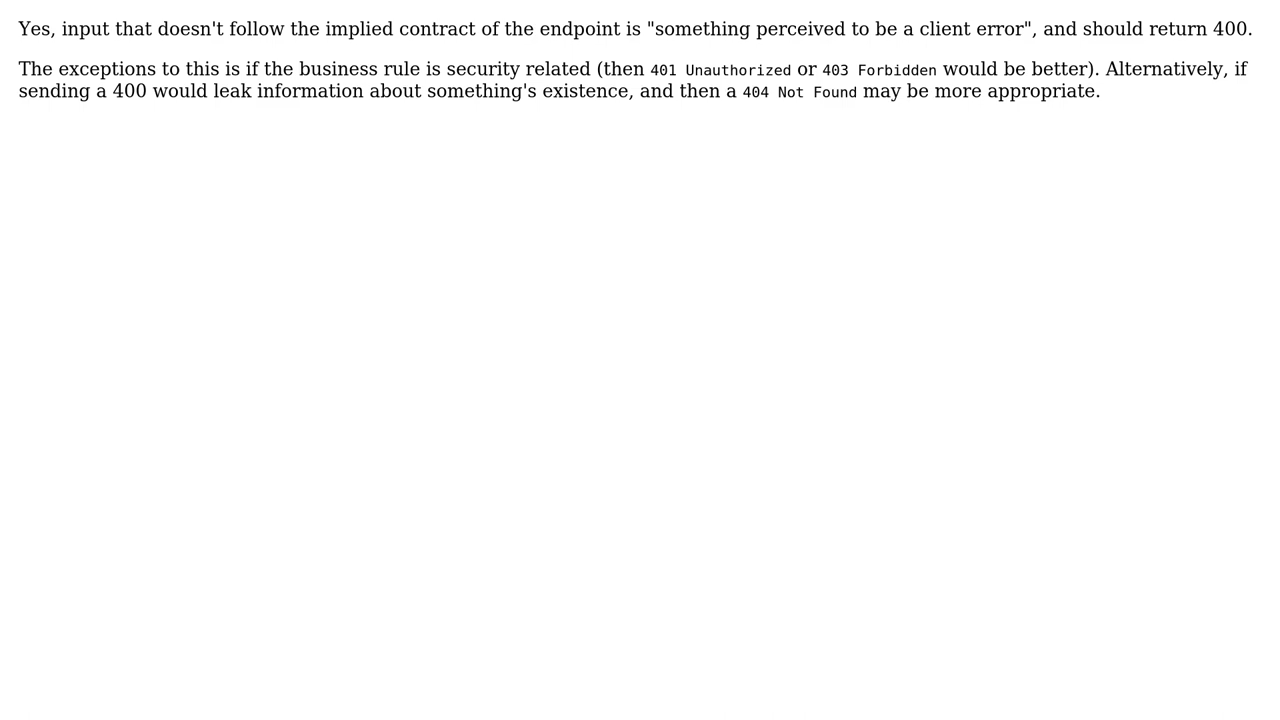 Yes, input that doesn't follow the implied contract of the endpoint is "something perceived to be a client error", and should return 400.
The exceptions to this is if the business rule is security related (then 401 Unauthorized or 403 Forbidden would be better). Alternatively, if
sending a 400 would leak information about something's existence, and then a 404 Not Found may be more appropriate.